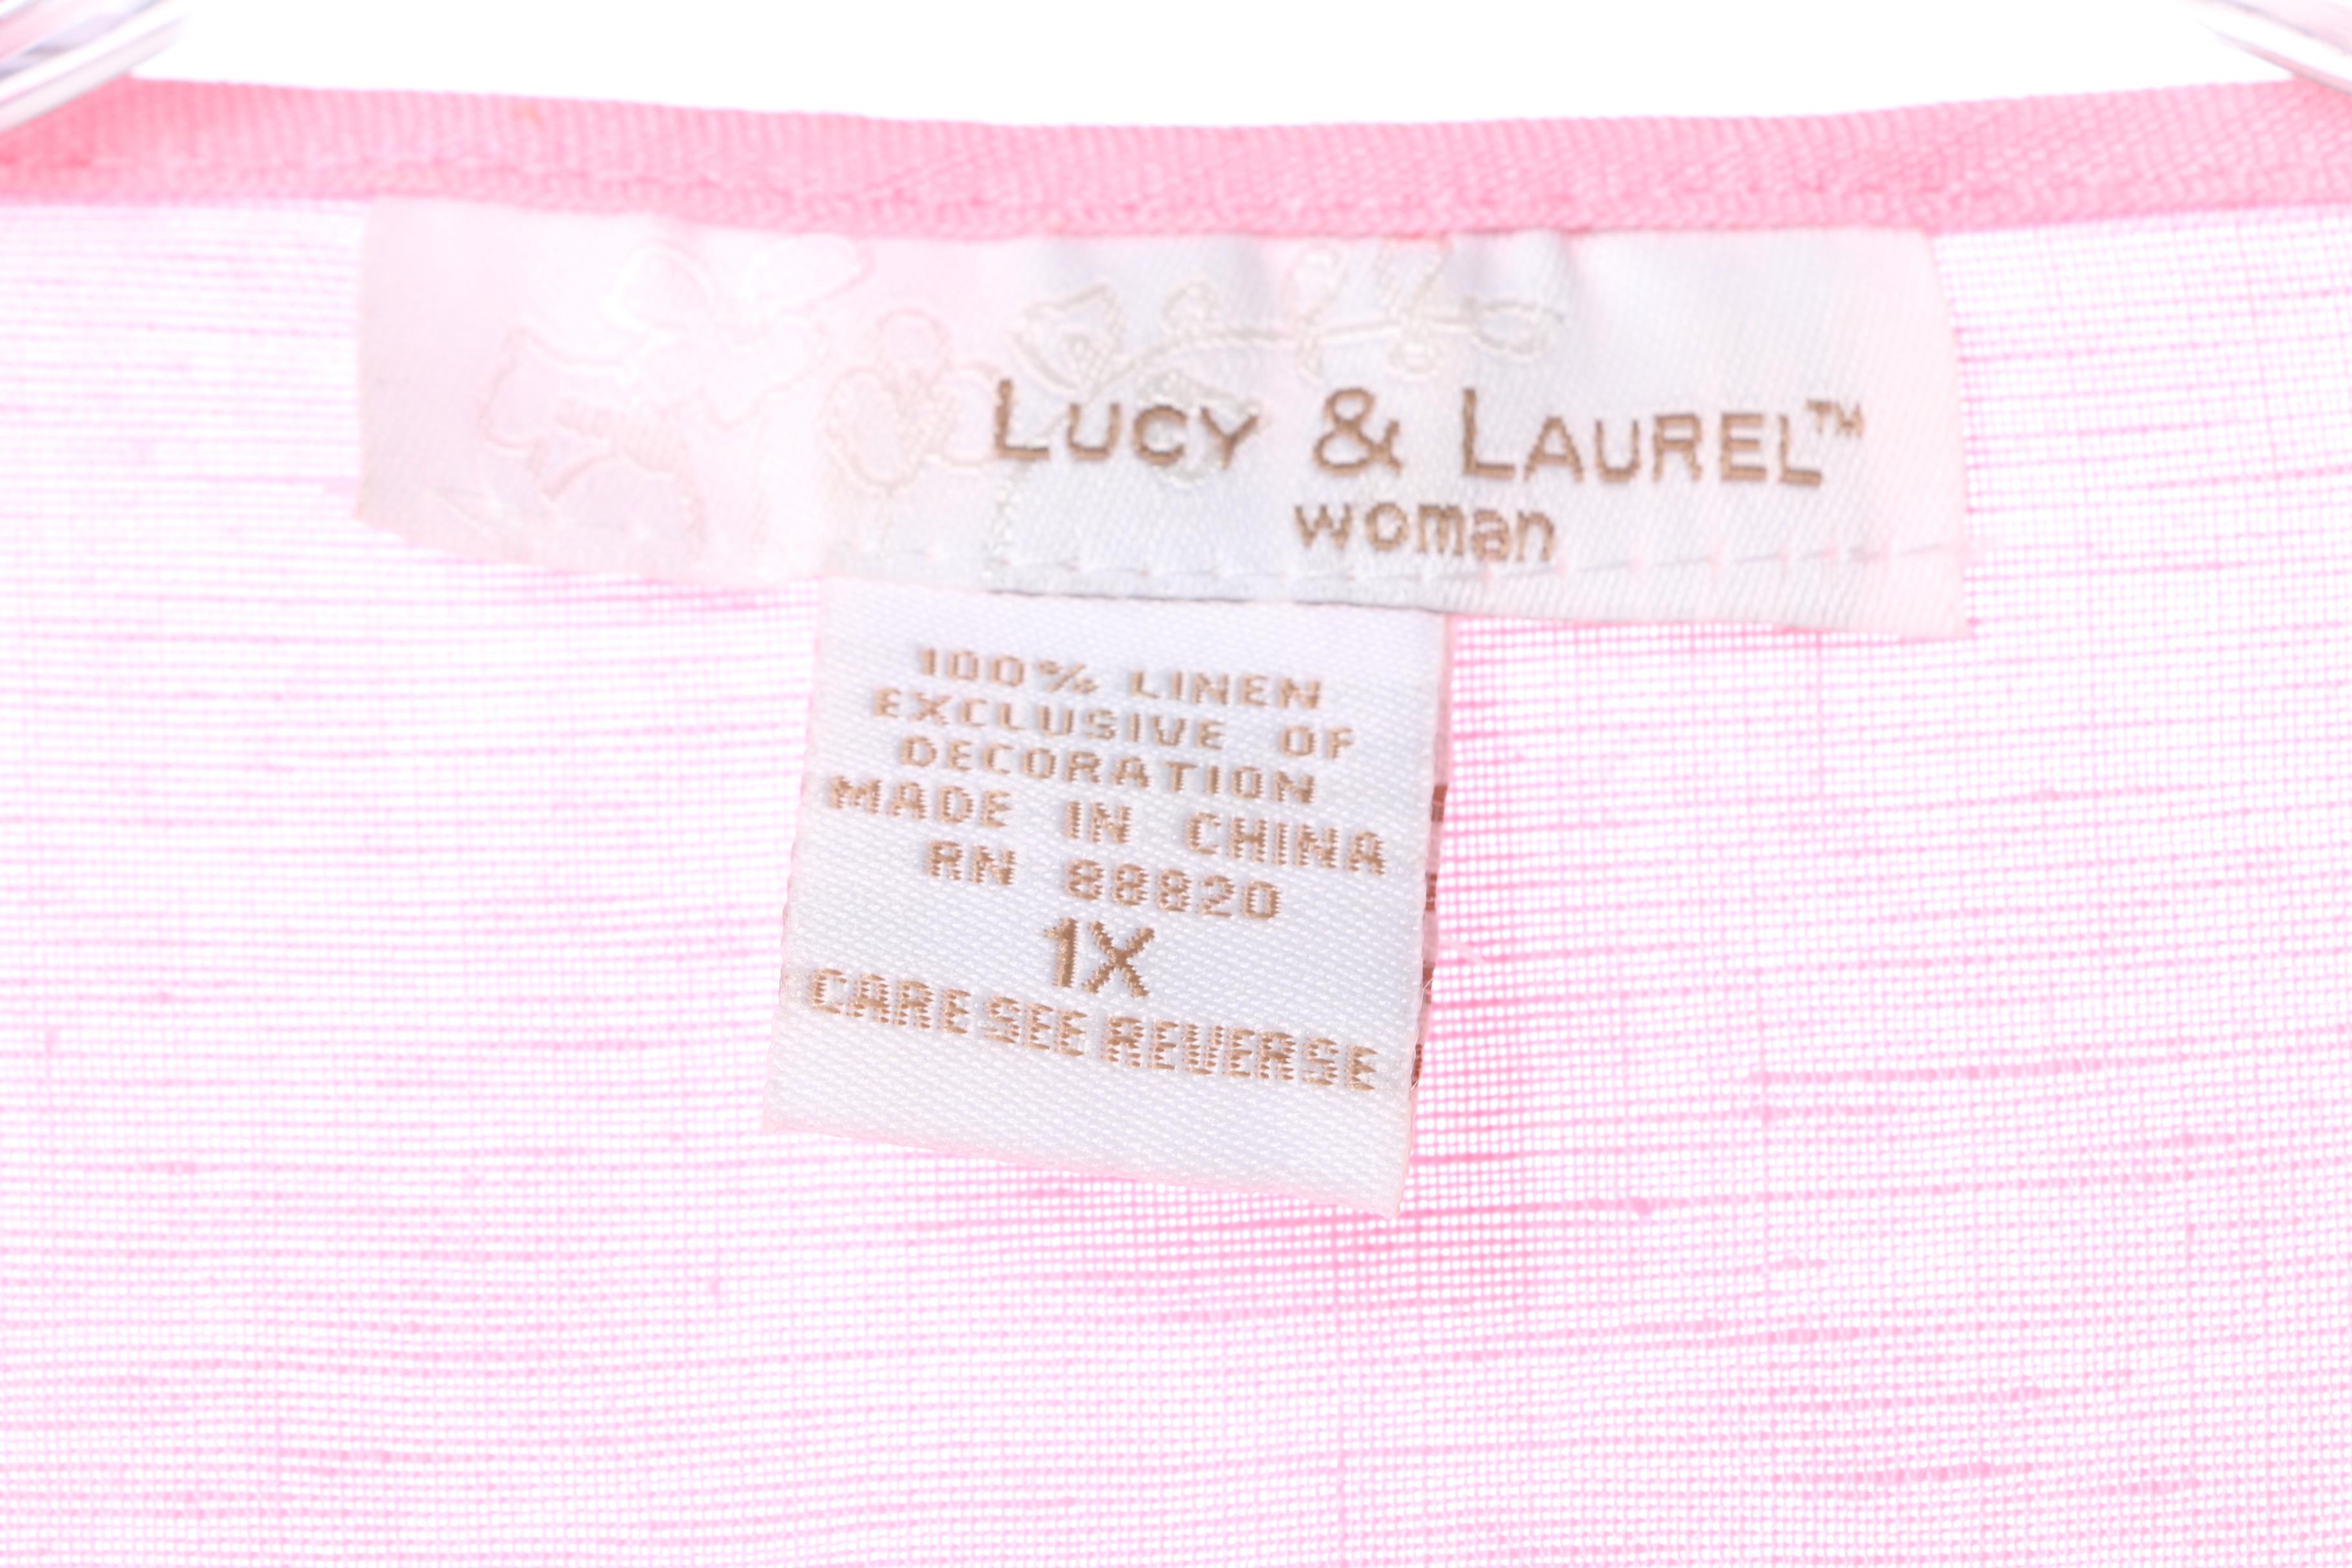 LUCY & LAUREL™
woman
100% LINEN
EXCLUSIVE OF
DECORATION
MADE IN CHINA
RN 88820
1X
CARE SEE REVERSE